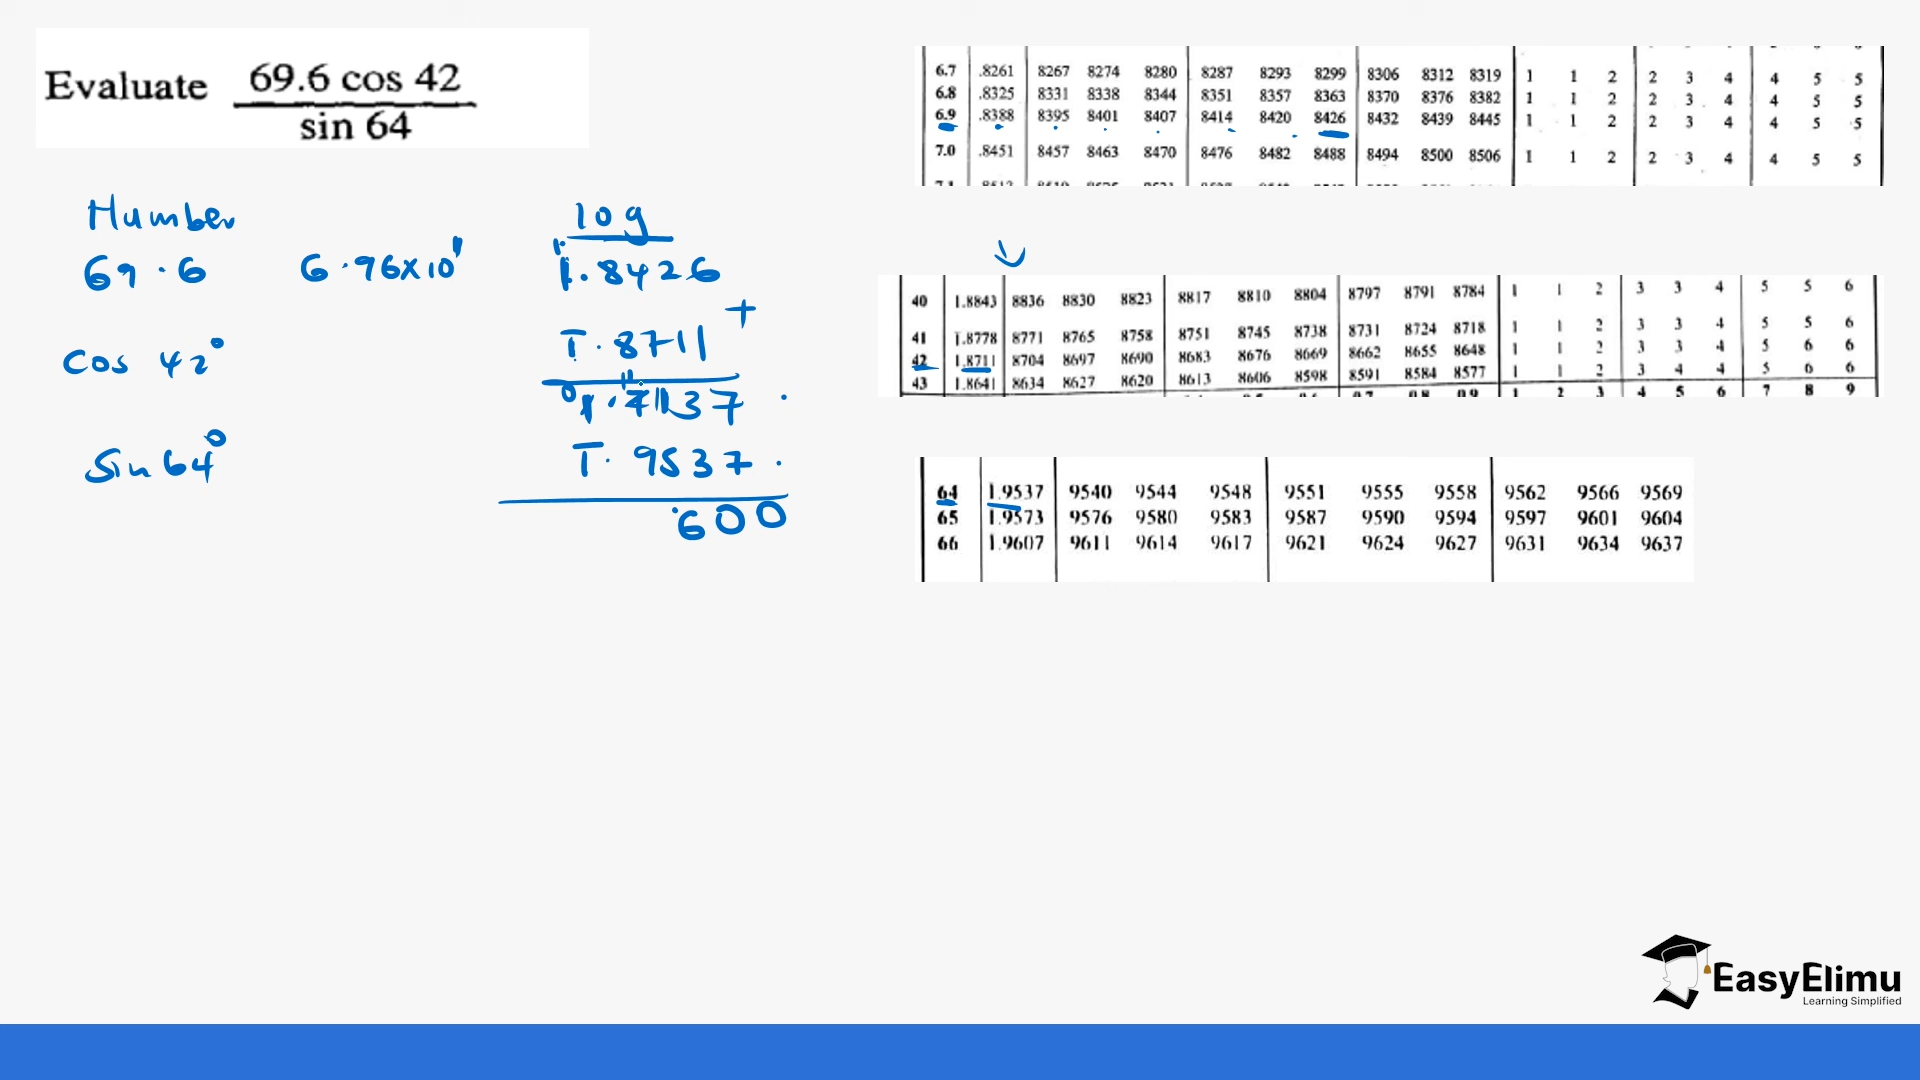 Evaluate 69.6 cos 42
sin 64
Number log
69.6 6.96×10¹ 1.8426
+
cos 42° T.8711
1.7137
sin 64° T.9537
.600
6.7 .8261 8267 8274 8280 8287 8293 8299 8306 8312 8319 1 1 2 2 3 4 4 5 5
6.8 .8325 8331 8338 8344 8351 8357 8363 8370 8376 8382 1 1 2 2 3 4 4 5 5
6.9 .8388 8395 8401 8407 8414 8420 8426 8432 8439 8445 1 1 2 2 3 4 4 5 5
7.0 .8451 8457 8463 8470 8476 8482 8488 8494 8500 8506 1 1 2 2 3 4 4 5 5
40 1.8843 8836 8830 8823 8817 8810 8804 8797 8791 8784 1 1 2 3 3 4 5 5 6
41 1.8778 8771 8765 8758 8751 8745 8738 8731 8724 8718 1 1 2 3 3 4 5 5 6
42 1.8711 8704 8697 8690 8683 8676 8669 8662 8655 8648 1 1 2 3 3 4 5 6 6
43 1.8641 8634 8627 8620 8613 8606 8598 8591 8584 8577 1 1 2 3 4 4 5 6 6
1 2 3 4 5 6 7 8 9
64 1.9537 9540 9544 9548 9551 9555 9558 9562 9566 9569
65 1.9573 9576 9580 9583 9587 9590 9594 9597 9601 9604
66 1.9607 9611 9614 9617 9621 9624 9627 9631 9634 9637
EasyElimu
Learning Simplified